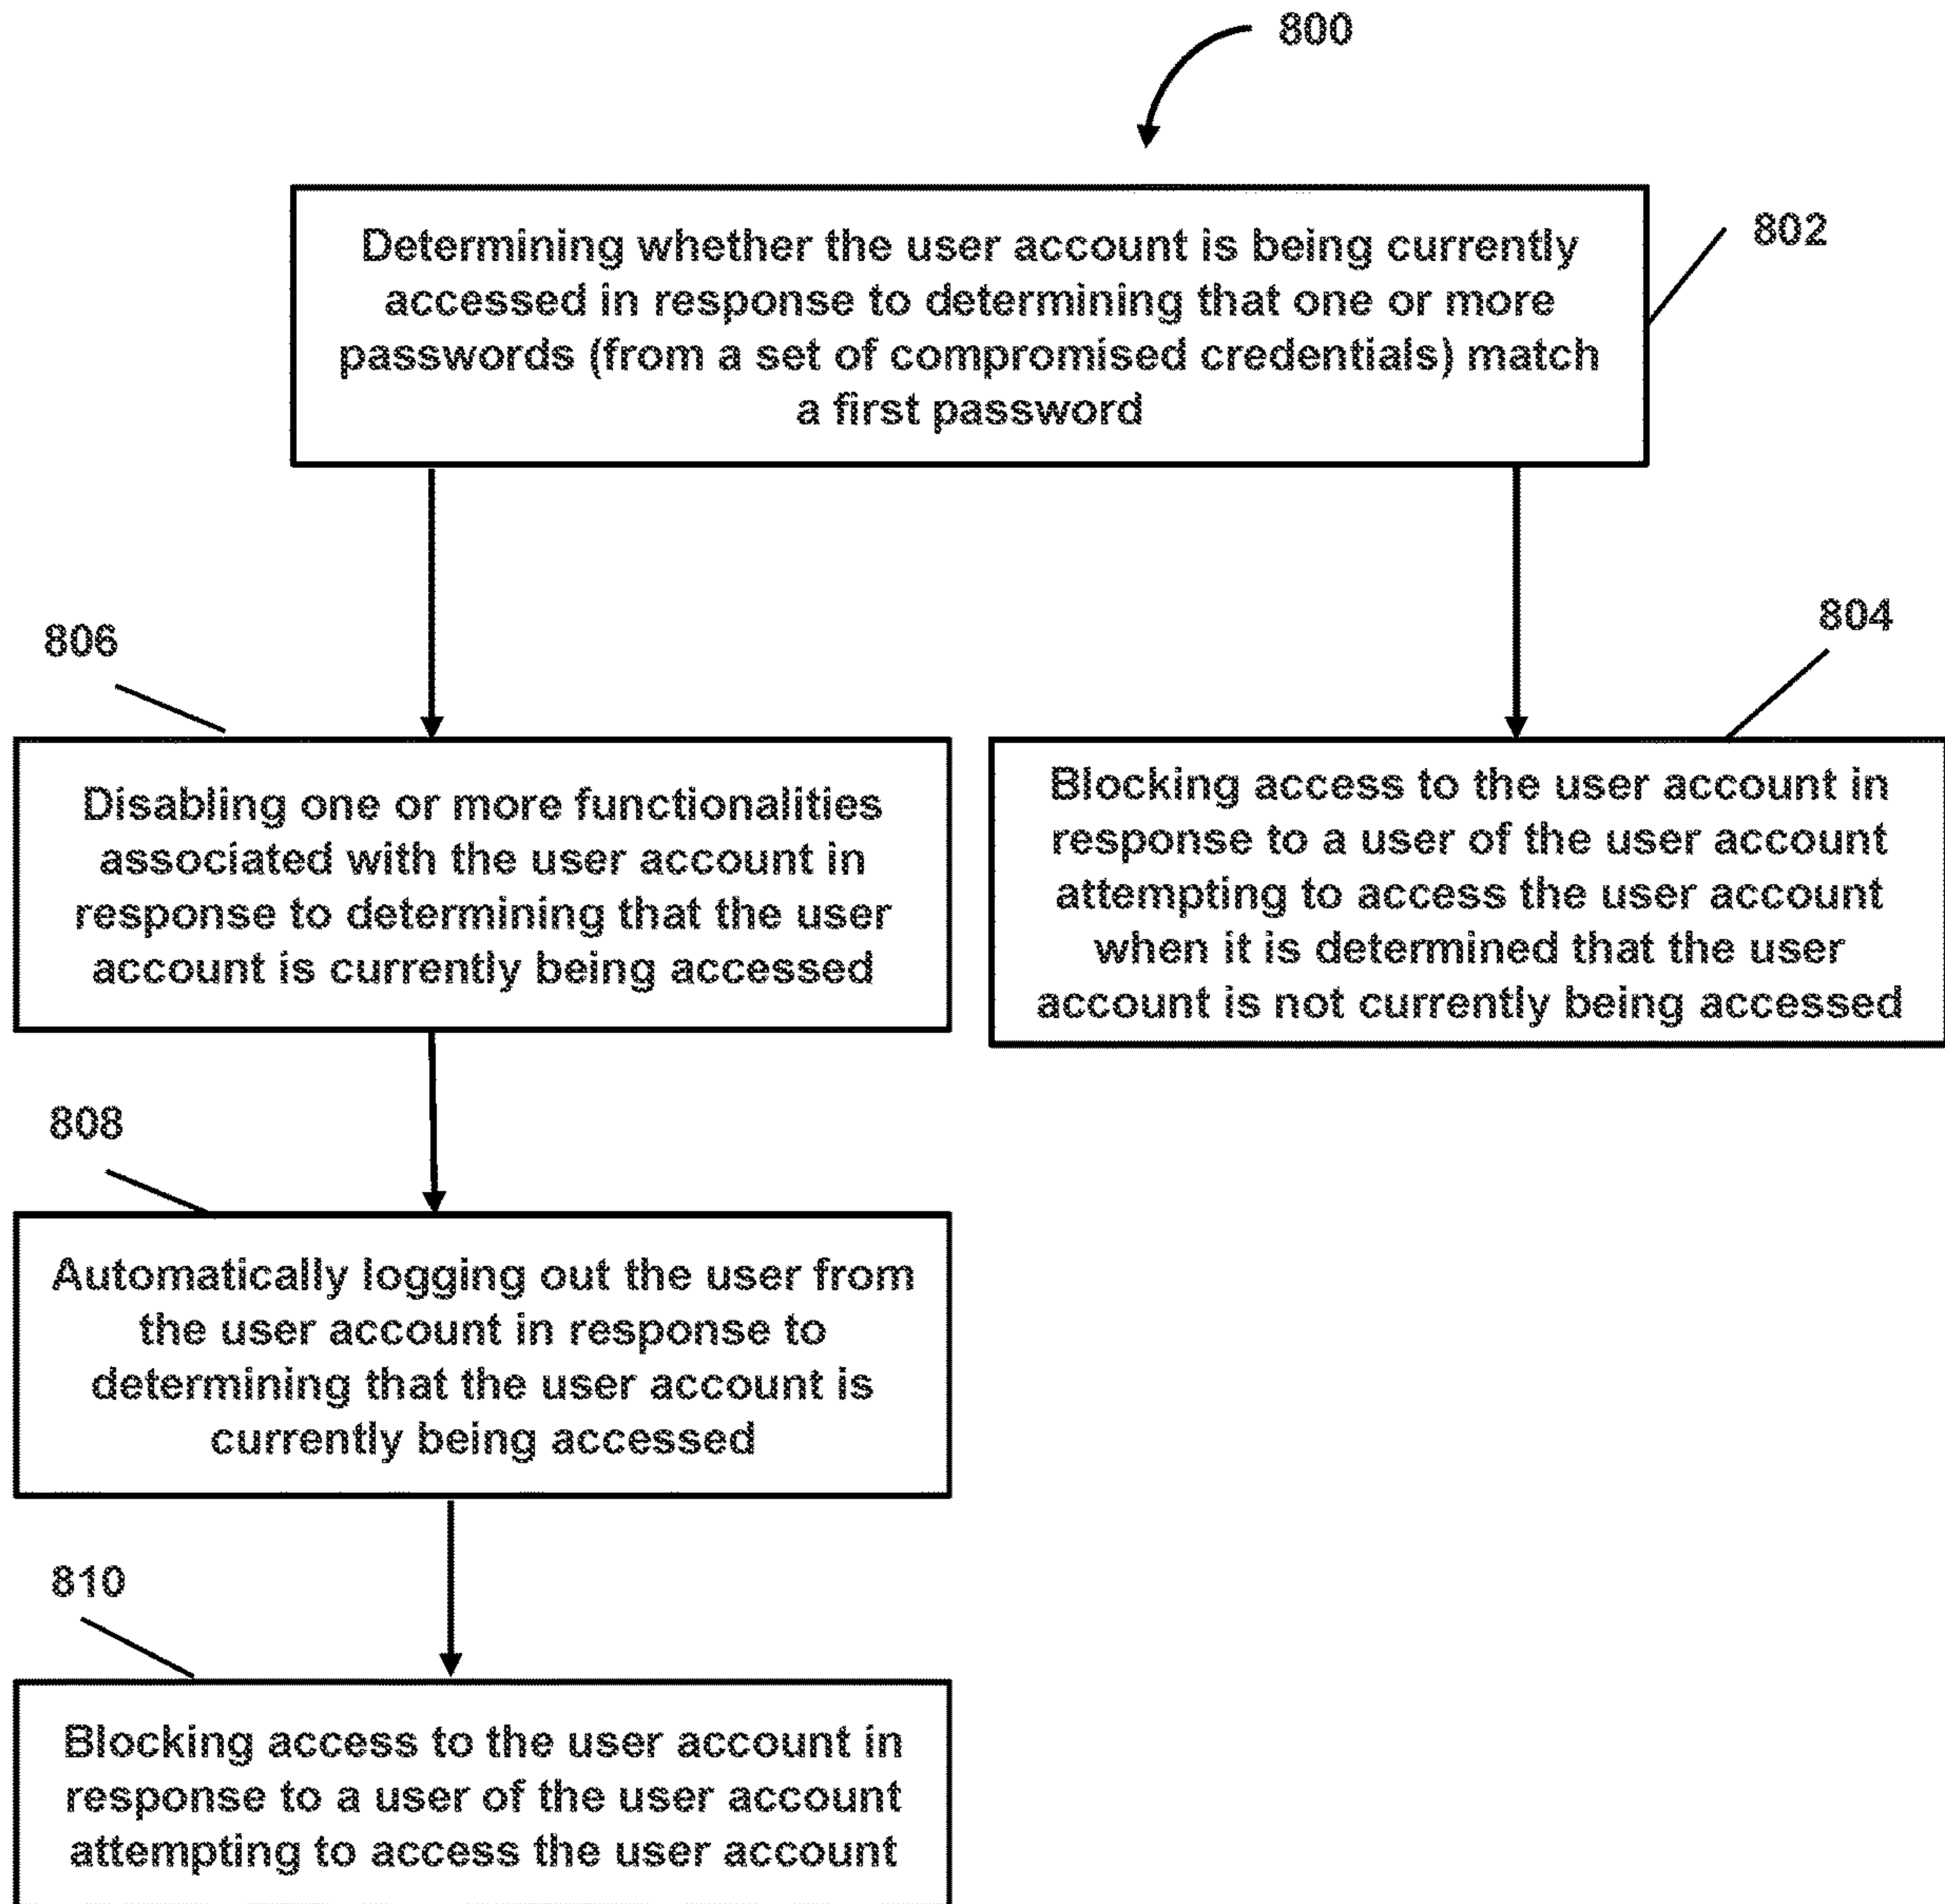 800
802
Determining whether the user account is being currently
accessed in response to determining that one or more
passwords (from a set of compromised credentials) match
a first password
806
Disabling one or more functionalities
associated with the user account in
response to determining that the user
account is currently being accessed
804
Blocking access to the user account in
response to a user of the user account
attempting to access the user account
when it is determined that the user
account is not currently being accessed
808
Automatically logging out the user from
the user account in response to
determining that the user account is
currently being accessed
810
Blocking access to the user account in
response to a user of the user account
attempting to access the user account